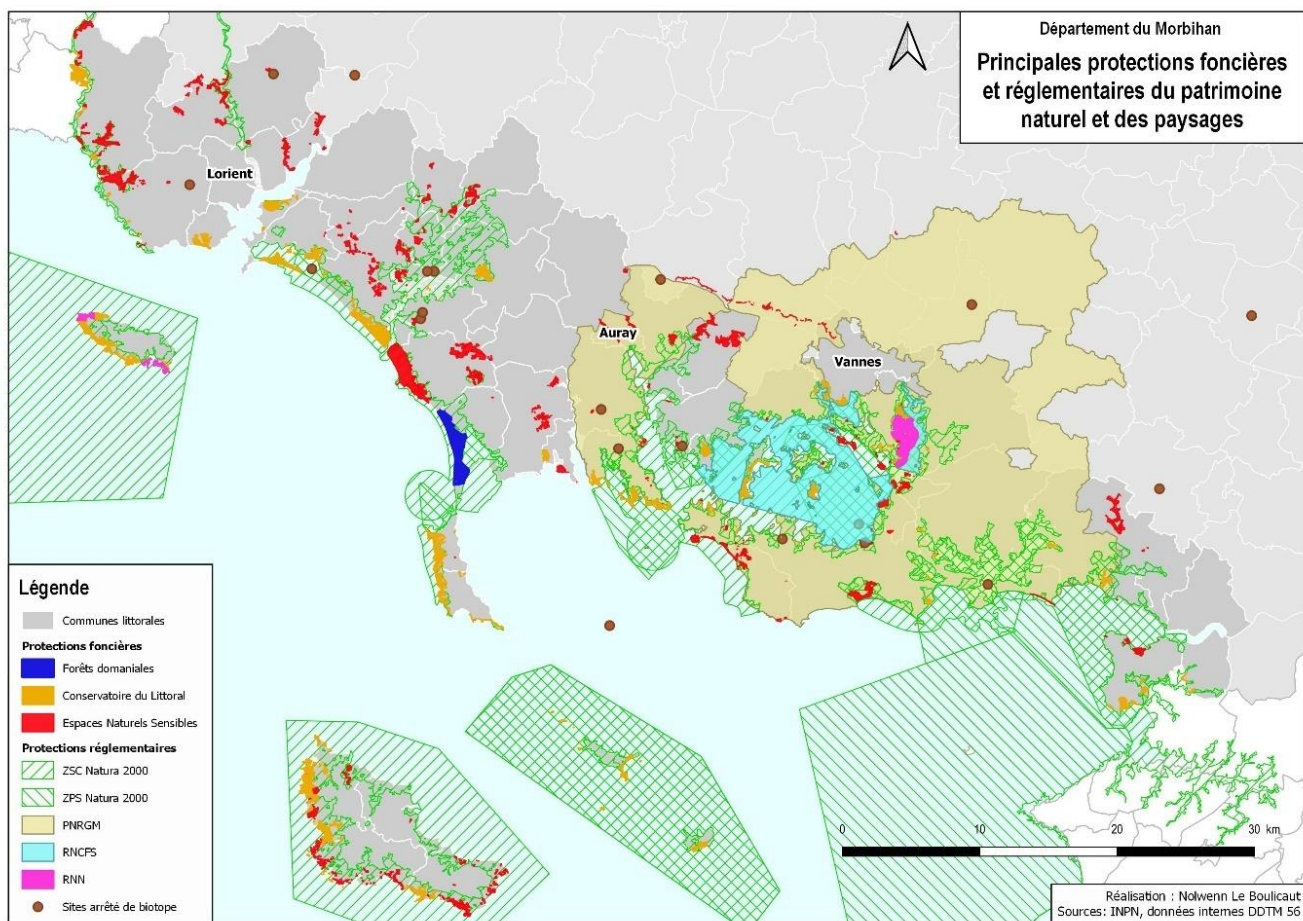 Département du Morbihan
Principales protections foncières
et réglementaires du patrimoine
naturel et des paysages
Lorient
Auray
Vannes
Légende
Communes littorales
Protections foncières
Forêts domaniales
Conservatoire du Littoral
Espaces Naturels Sensibles
Protections réglementaires
ZSC Natura 2000
ZPS Natura 2000
PNRGM
RNCFS
RNN
Sites arrêté de biotope
0 10 20 30 km
Réalisation : Nolwenn Le Boulicaut
Sources: INPN, données internes DDTM 56